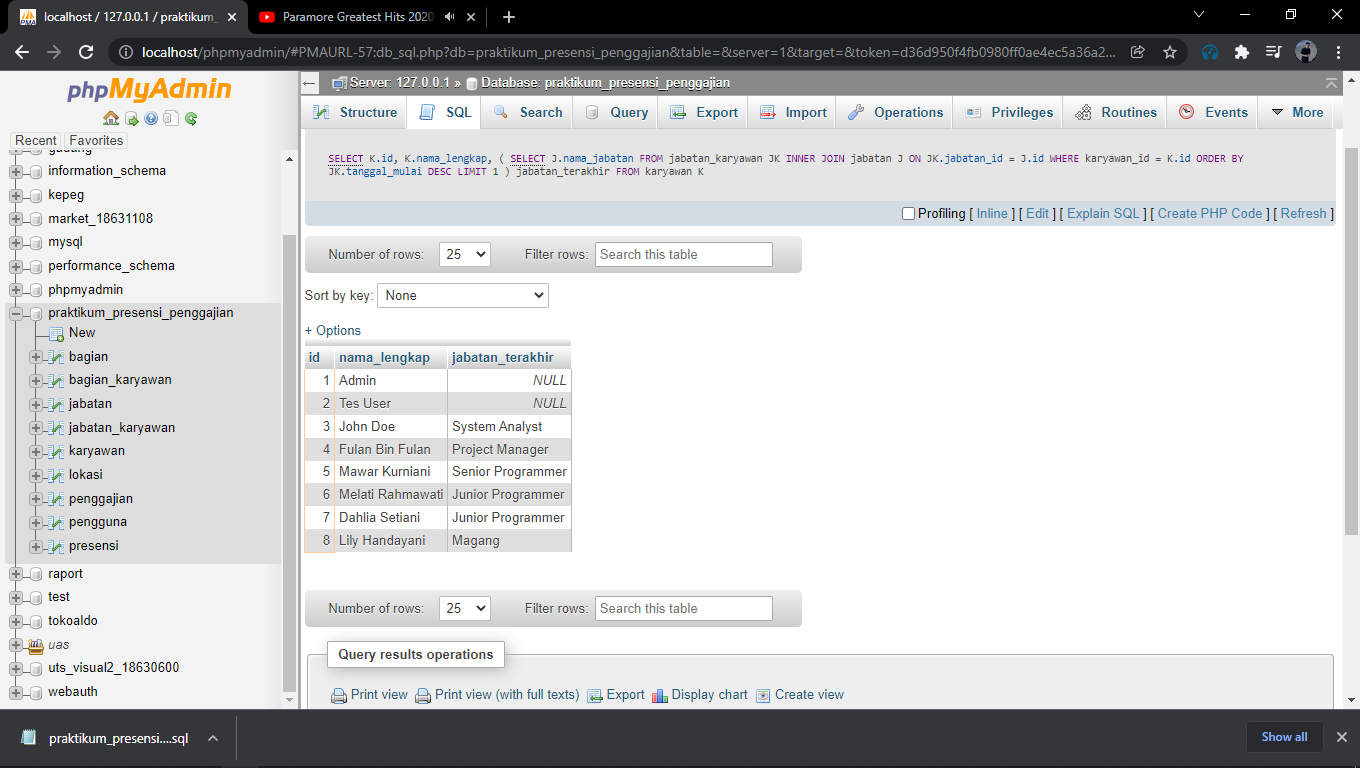 localhost / 127.0.0.1 / praktikum_
Paramore Greatest Hits 2020
localhost/phpmyadmin/#PMAURL-57:db_sql.php?db=praktikum_presensi_penggajian&table=&server=1&target=&token=d36d950f4fb0980ff0ae4ec5a36a2...
phpMyAdmin
Recent Favorites
gudang
information_schema
kepeg
market_18631108
mysql
performance_schema
phpmyadmin
praktikum_presensi_penggajian
New
bagian
bagian_karyawan
jabatan
jabatan_karyawan
karyawan
lokasi
penggajian
pengguna
presensi
raport
test
tokoaldo
uas
uts_visual2_18630600
webauth
Server: 127.0.0.1 » Database: praktikum_presensi_penggajian
Structure SQL Search Query Export Import Operations Privileges Routines Events More
SELECT K.id, K.nama_lengkap, ( SELECT J.nama_jabatan FROM jabatan_karyawan JK INNER JOIN jabatan J ON JK.jabatan_id = J.id WHERE karyawan_id = K.id ORDER BY
JK.tanggal_mulai DESC LIMIT 1 ) jabatan_terakhir FROM karyawan K
Profiling [ Inline ] [ Edit ] [ Explain SQL ] [ Create PHP Code ] [ Refresh ]
Number of rows: 25 Filter rows: Search this table
Sort by key: None
+ Options
id nama_lengkap jabatan_terakhir
1 Admin NULL
2 Tes User NULL
3 John Doe System Analyst
4 Fulan Bin Fulan Project Manager
5 Mawar Kurniani Senior Programmer
6 Melati Rahmawati Junior Programmer
7 Dahlia Setiani Junior Programmer
8 Lily Handayani Magang
Number of rows: 25 Filter rows: Search this table
Query results operations
Print view Print view (with full texts) Export Display chart Create view
praktikum_presensi....sql
Show all